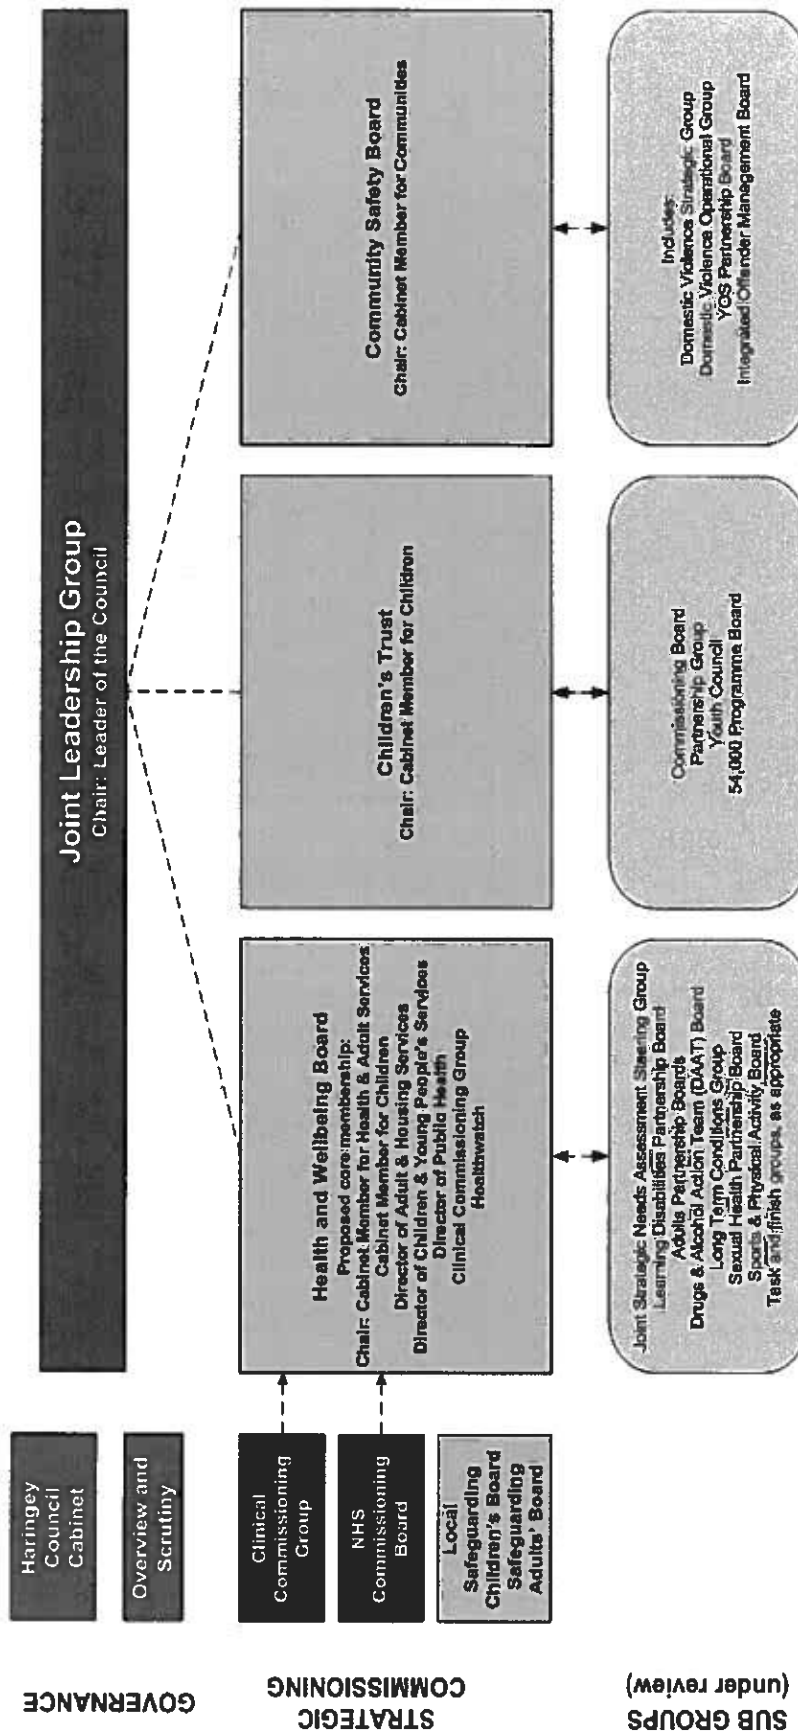 GOVERNANCE
Haringey
Council
Cabinet
Overview and
Scrutiny
Joint Leadership Group
Chair: Leader of the Council
STRATEGIC
COMMISSIONING
Clinical
Commissioning
Group
NHS
Commissioning
Board
Local
Safeguarding
Children's Board
Safeguarding
Adults' Board
Health and Wellbeing Board
Proposed core membership:
Chair: Cabinet Member for Health & Adult Services
Cabinet Member for Children
Director of Adult & Housing Services
Director of Children & Young People's Services
Director of Public Health
Clinical Commissioning Group
Healthwatch
Children's Trust
Chair: Cabinet Member for Children
Community Safety Board
Chair: Cabinet Member for Communities
SUB GROUPS
(under review)
Joint Strategic Needs Assessment Steering Group
Learning Disabilities Partnership Board
Adults Partnership Boards
Drugs & Alcohol Action Team (DAAT) Board
Long Term Conditions Group
Sexual Health Partnership Board
Sports & Physical Activity Board
Task and finish groups, as appropriate
Commissioning Board
Partnership Group
Youth Council
54,000 Programme Board
Includes:
Domestic Violence Strategic Group
Domestic Violence Operational Group
YOS Partnership Board
Integrated Offender Management Board